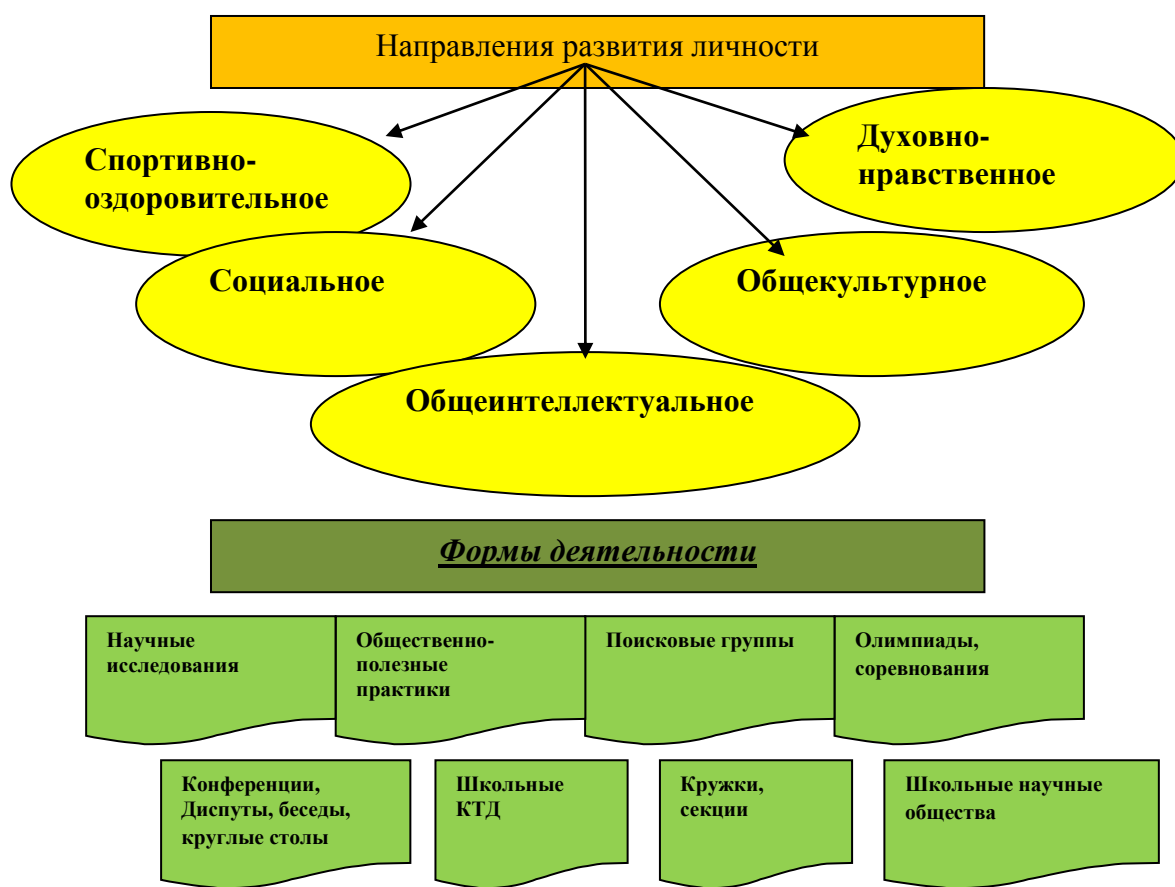 Направления развития личности
Спортивно-
оздоровительное
Духовно-
нравственное
Социальное
Общекультурное
Общеинтеллектуальное
Формы деятельности
Научные
исследования
Общественно-
полезные
практики
Поисковые группы
Олимпиады,
соревнования
Конференции,
Диспуты, беседы,
круглые столы
Школьные
КТД
Кружки,
секции
Школьные научные
общества